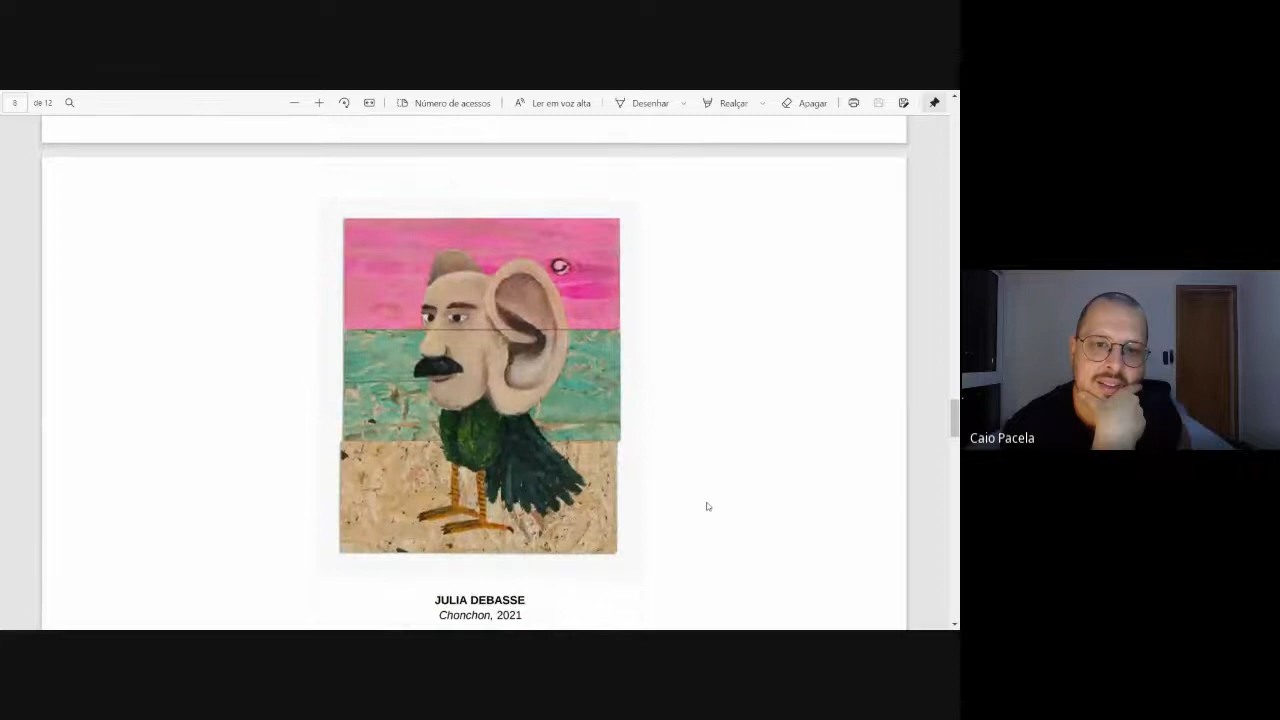 8 de 12
Número de acessos
Ler em voz alta
Desenhar
Realçar
Apagar
JULIA DEBASSE
Chonchon, 2021
Caio Pacela